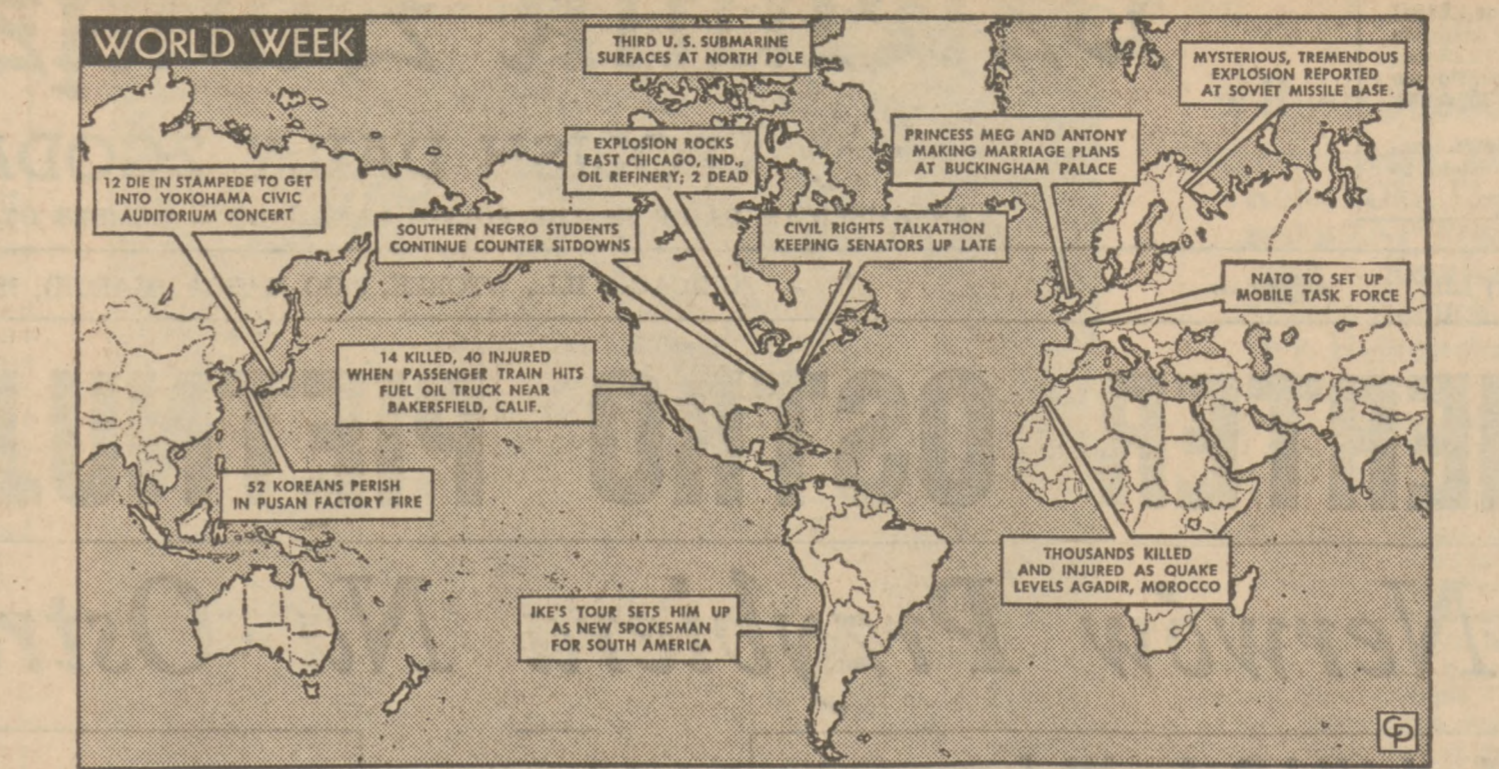 WORLD WEEK
THIRD U. S. SUBMARINE
SURFACES AT NORTH POLE
MYSTERIOUS, TREMENDOUS
EXPLOSION REPORTED
AT SOVIET MISSILE BASE.
EXPLOSION ROCKS
EAST CHICAGO, IND.,
OIL REFINERY; 2 DEAD
PRINCESS MEG AND ANTONY
MAKING MARRIAGE PLANS
AT BUCKINGHAM PALACE
12 DIE IN STAMPEDE TO GET
INTO YOKOHAMA CIVIC
AUDITORIUM CONCERT
SOUTHERN NEGRO STUDENTS
CONTINUE COUNTER SITDOWNS
CIVIL RIGHTS TALKATHON
KEEPING SENATORS UP LATE
NATO TO SET UP
MOBILE TASK FORCE
14 KILLED, 40 INJURED
WHEN PASSENGER TRAIN HITS
FUEL OIL TRUCK NEAR
BAKERSFIELD, CALIF.
52 KOREANS PERISH
IN PUSAN FACTORY FIRE
THOUSANDS KILLED
AND INJURED AS QUAKE
LEVELS AGADIR, MOROCCO
IKE'S TOUR SETS HIM UP
AS NEW SPOKESMAN
FOR SOUTH AMERICA
CP